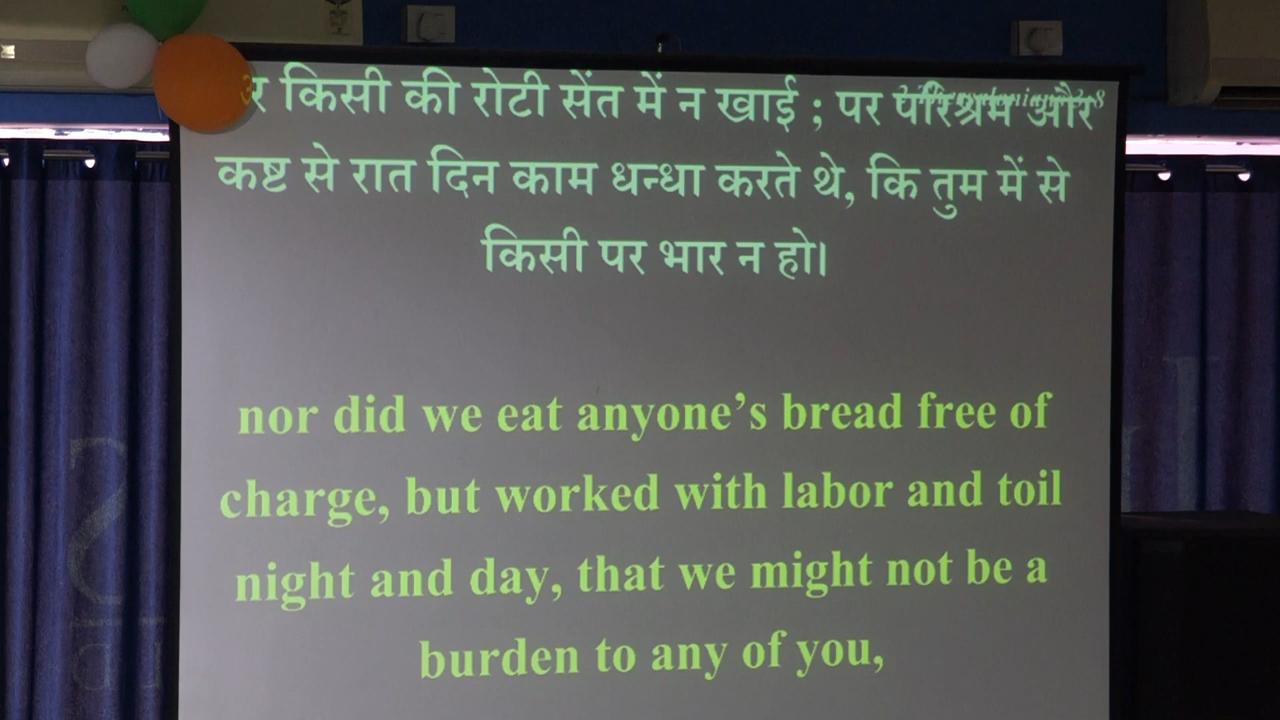 किसी की रोटी सेंत में न खाई ; पर परिश्रम और
कष्ट से रात दिन काम धन्धा करते थे, कि तुम में से
किसी पर भार न हो।
nor did we eat anyone’s bread free of
charge, but worked with labor and toil
night and day, that we might not be a
burden to any of you,